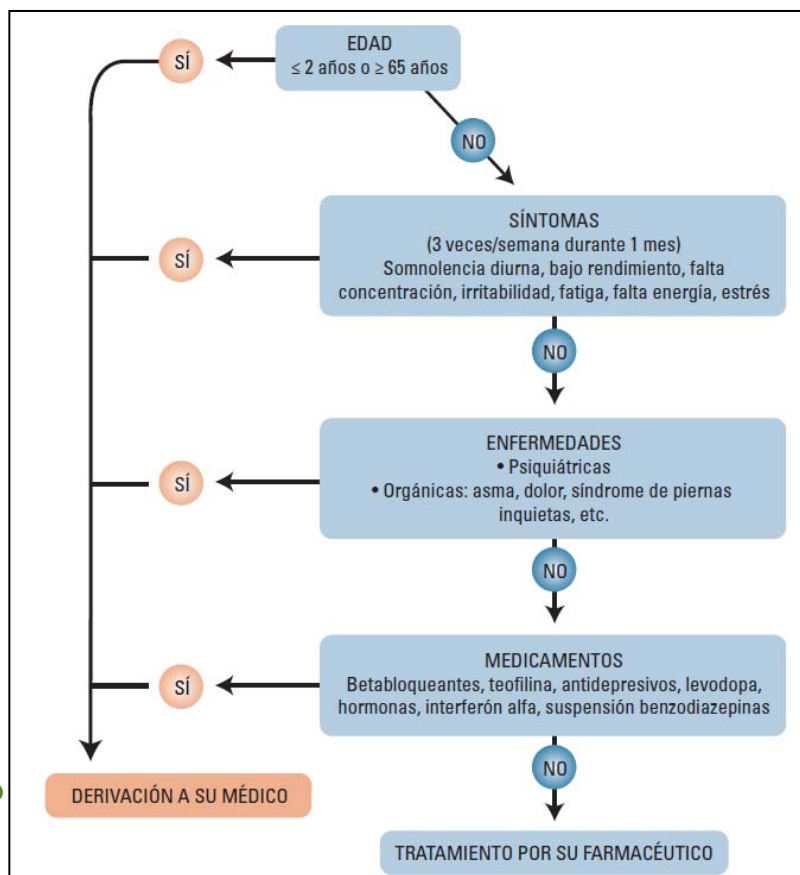 EDAD
≤ 2 años o ≥ 65 años
SÍ
NO
SÍNTOMAS
(3 veces/semana durante 1 mes)
Somnolencia diurna, bajo rendimiento, falta
concentración, irritabilidad, fatiga, falta energía, estrés
SÍ
NO
ENFERMEDADES
• Psiquiátricas
• Orgánicas: asma, dolor, síndrome de piernas
inquietas, etc.
SÍ
NO
MEDICAMENTOS
Betabloqueantes, teofilina, antidepresivos, levodopa,
hormonas, interferón alfa, suspensión benzodiazepinas
SÍ
NO
DERIVACIÓN A SU MÉDICO
TRATAMIENTO POR SU FARMACÉUTICO